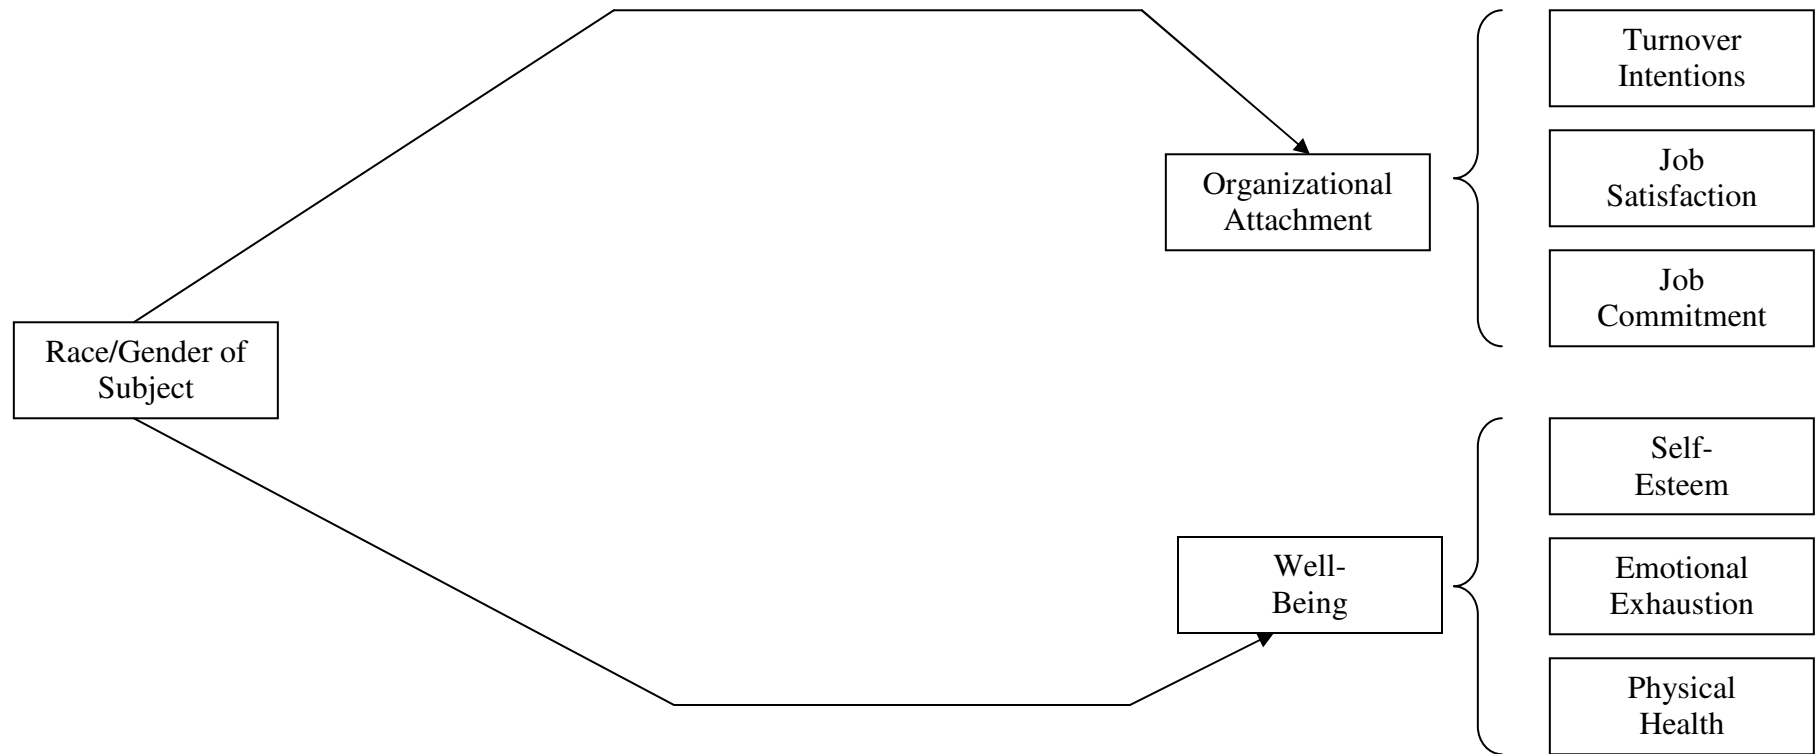 Turnover
Intentions
Job
Satisfaction
Organizational
Attachment
Job
Commitment
Race/Gender of
Subject
Self-
Esteem
Well-
Being
Emotional
Exhaustion
Physical
Health